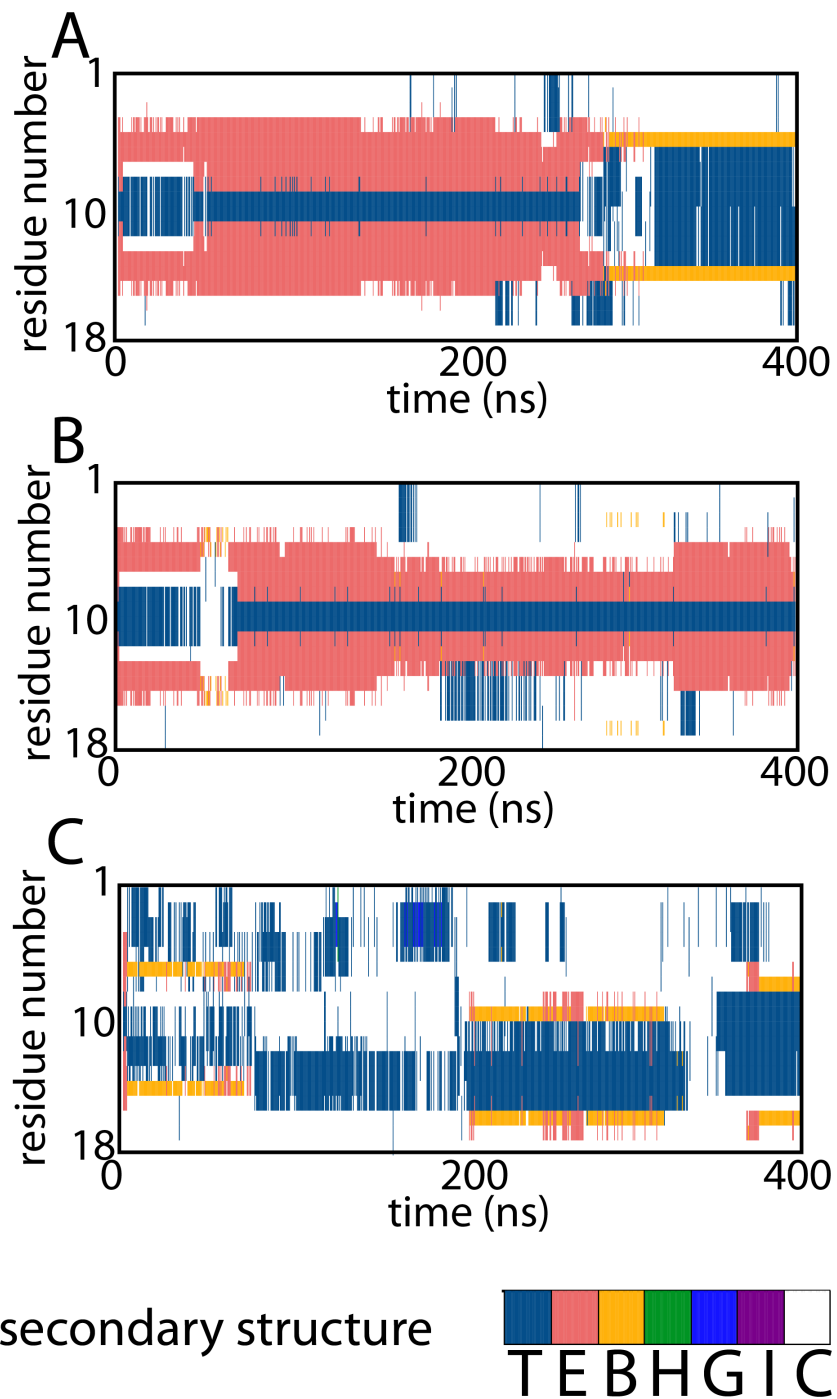 A
1
residue number
10
18
0 200 400
time (ns)
B
1
residue number
10
18
0 200 400
time (ns)
C
1
residue number
10
18
0 200 400
time (ns)
secondary structure
T E B H G I C